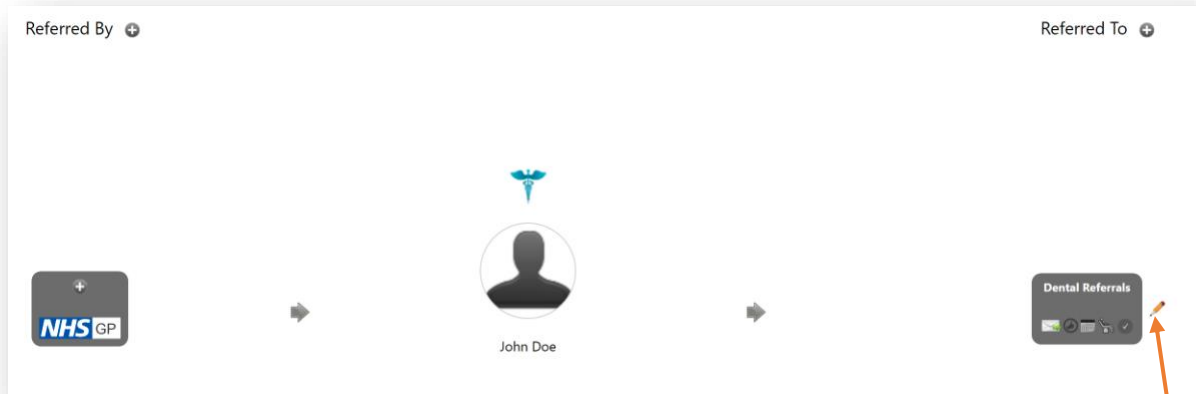 Referred By
Referred To
Dental Referrals
NHS GP
John Doe